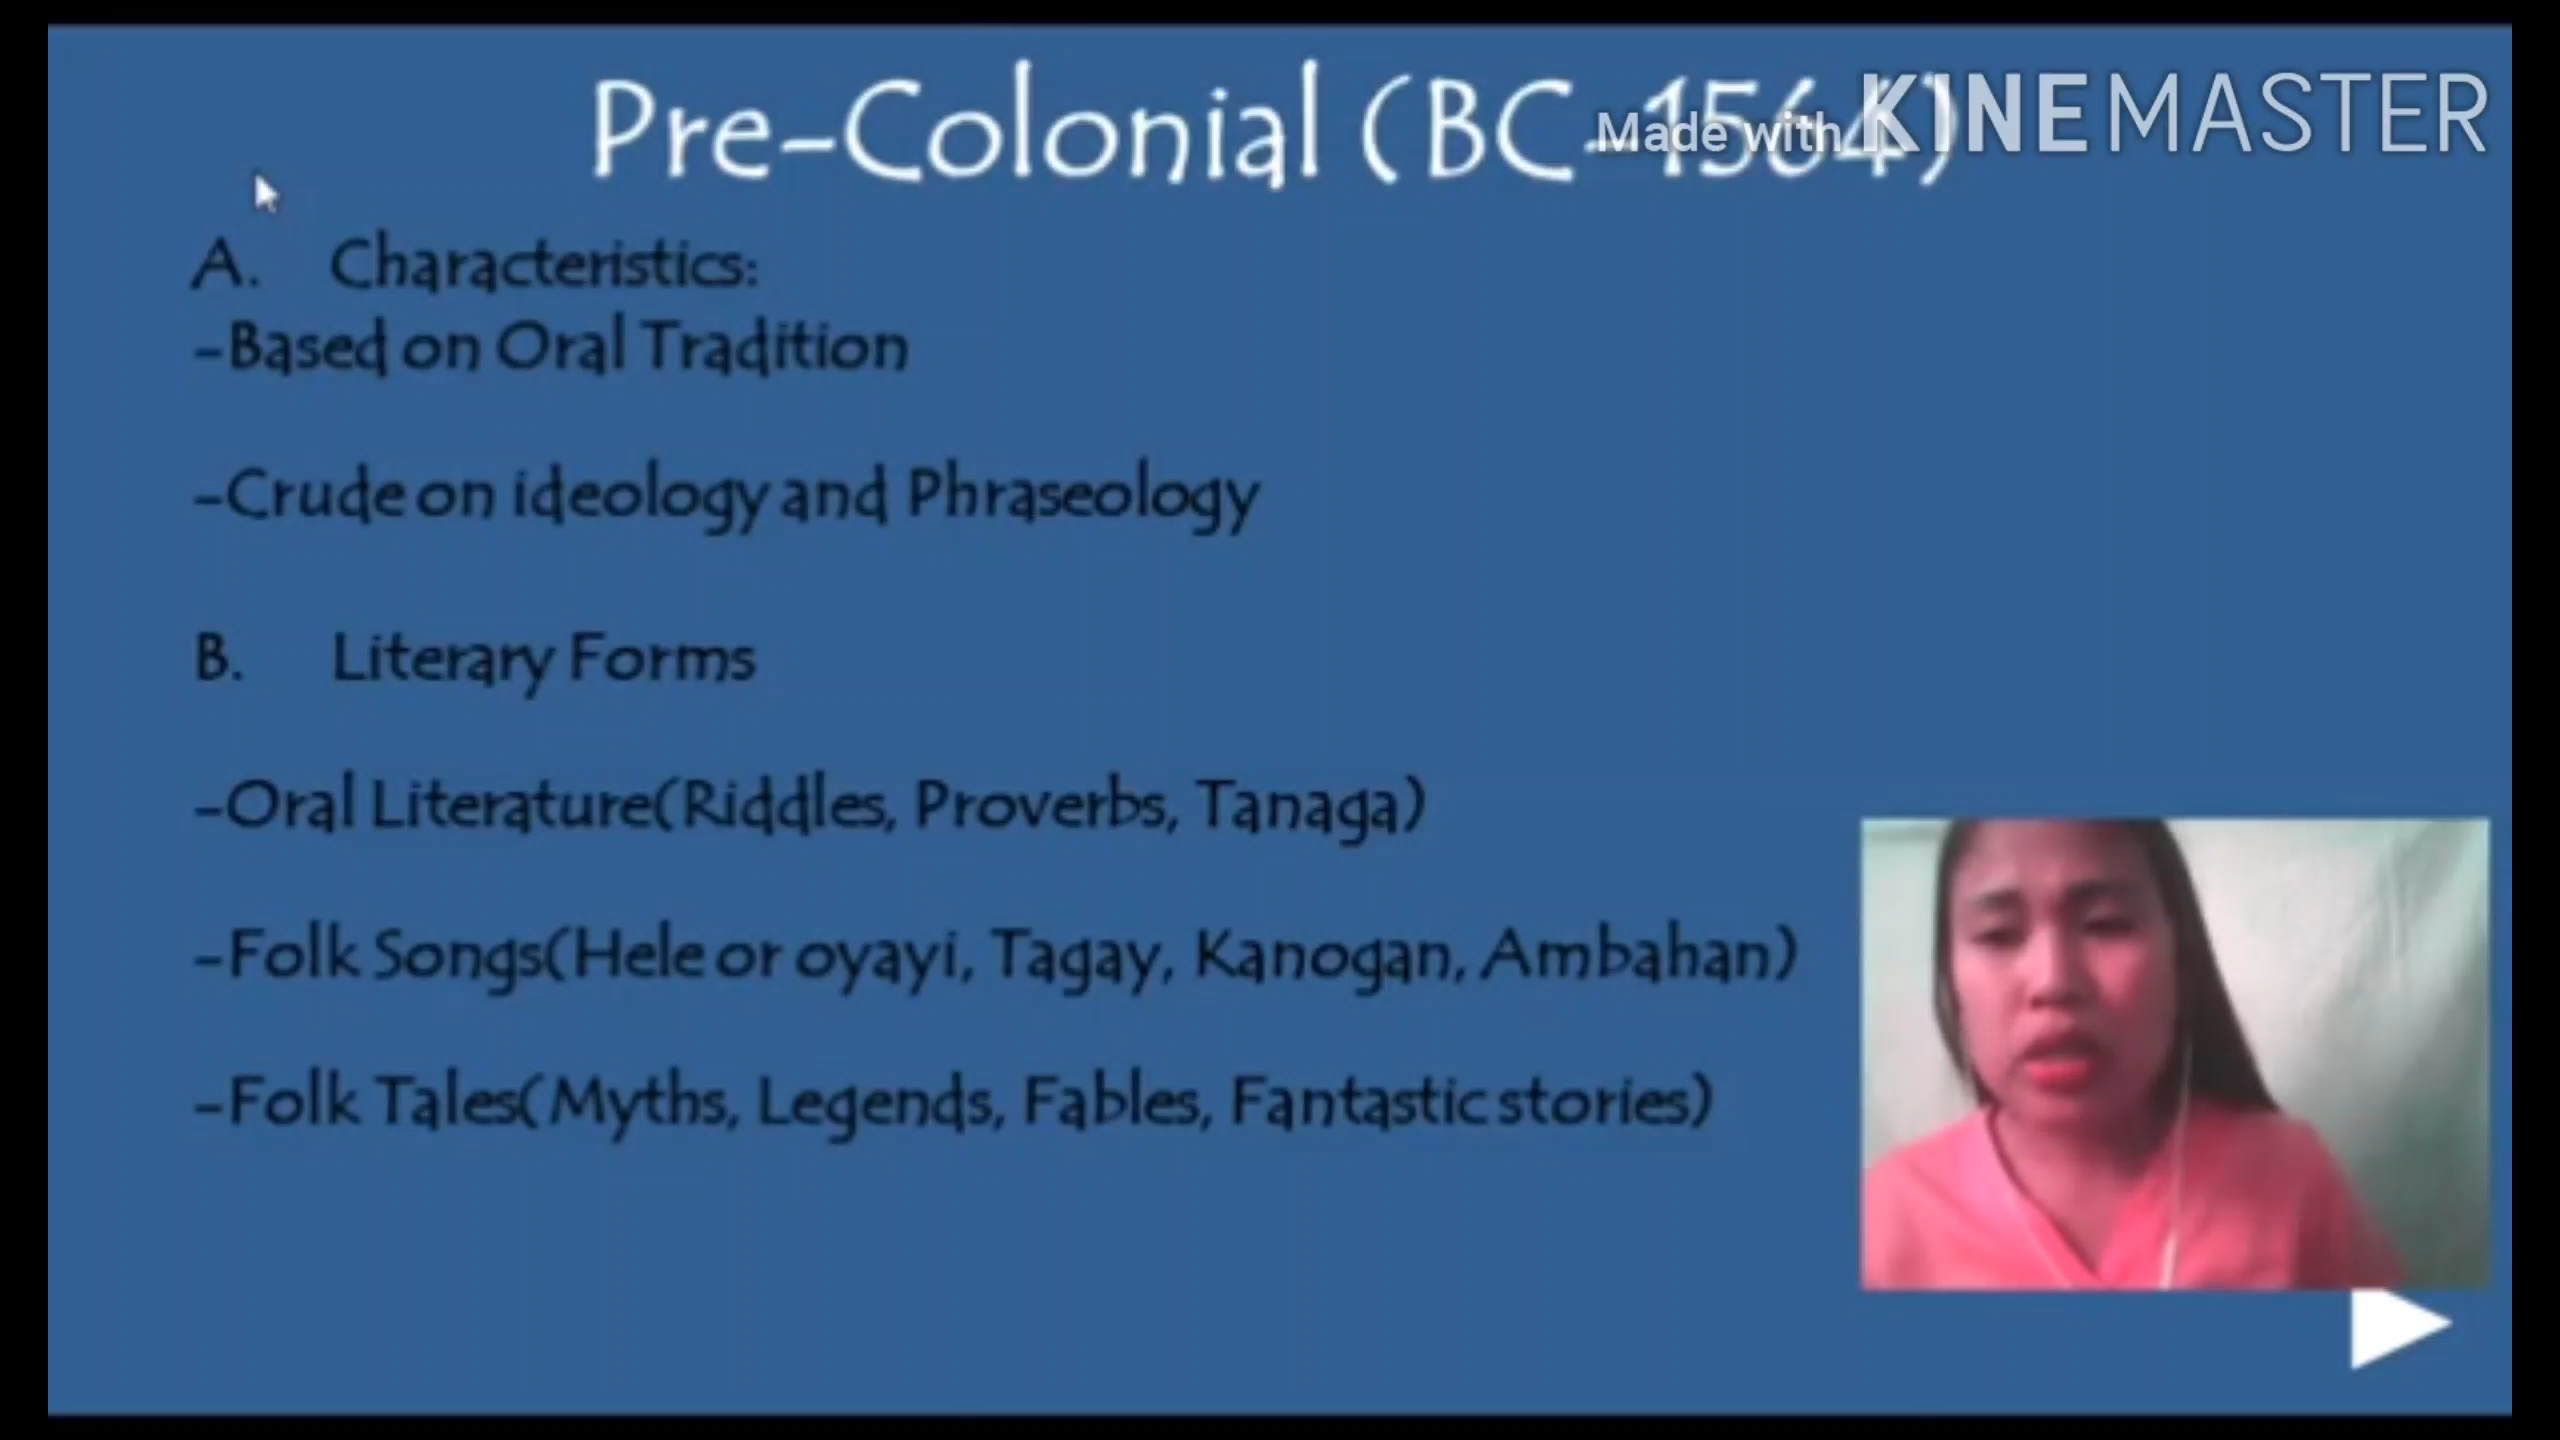 Pre-Colonial (BC-1564)
Made with KINEMASTER
A. Characteristics:
-Based on Oral Tradition
-Crude on ideology and Phraseology
B. Literary Forms
-Oral Literature(Riddles, Proverbs, Tanaga)
-Folk Songs(Hele or oyayi, Tagay, Kanogan, Ambahan)
-Folk Tales(Myths, Legends, Fables, Fantastic stories)